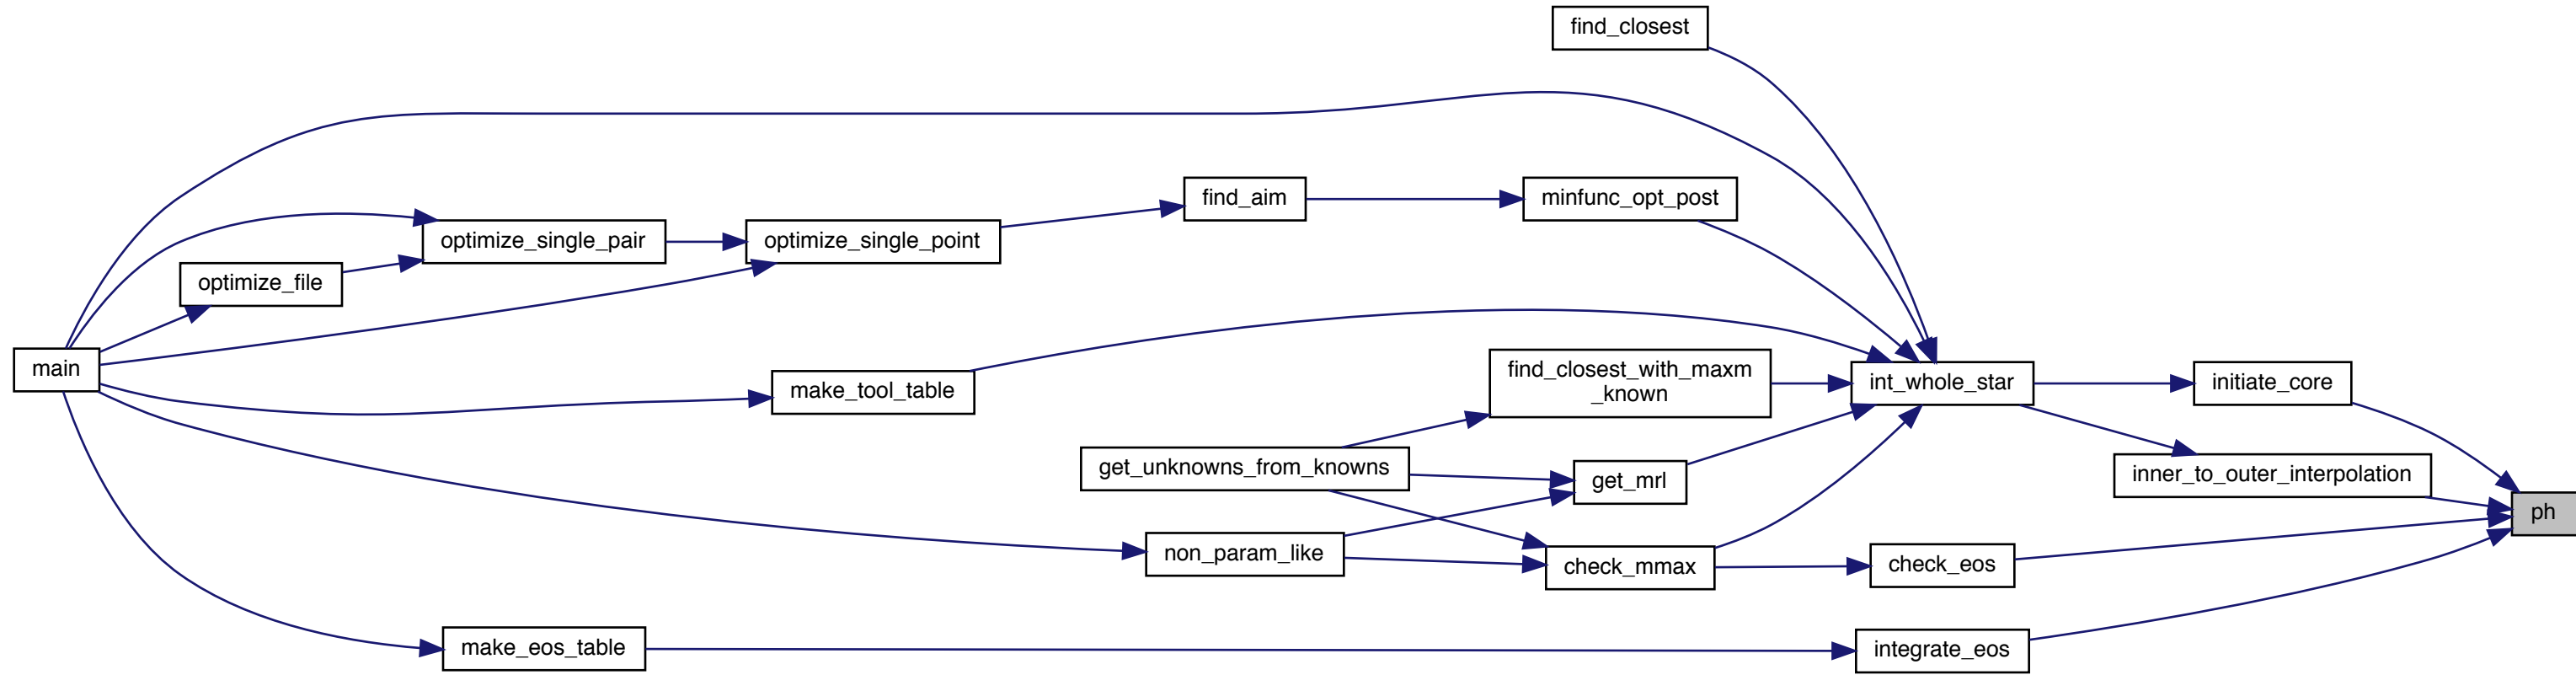 find_closest
find_aim
minfunc_opt_post
optimize_single_pair
optimize_single_point
optimize_file
main
make_tool_table
find_closest_with_maxm
_known
int_whole_star
initiate_core
get_unknowns_from_knowns
get_mrl
inner_to_outer_interpolation
ph
non_param_like
check_mmax
check_eos
make_eos_table
integrate_eos